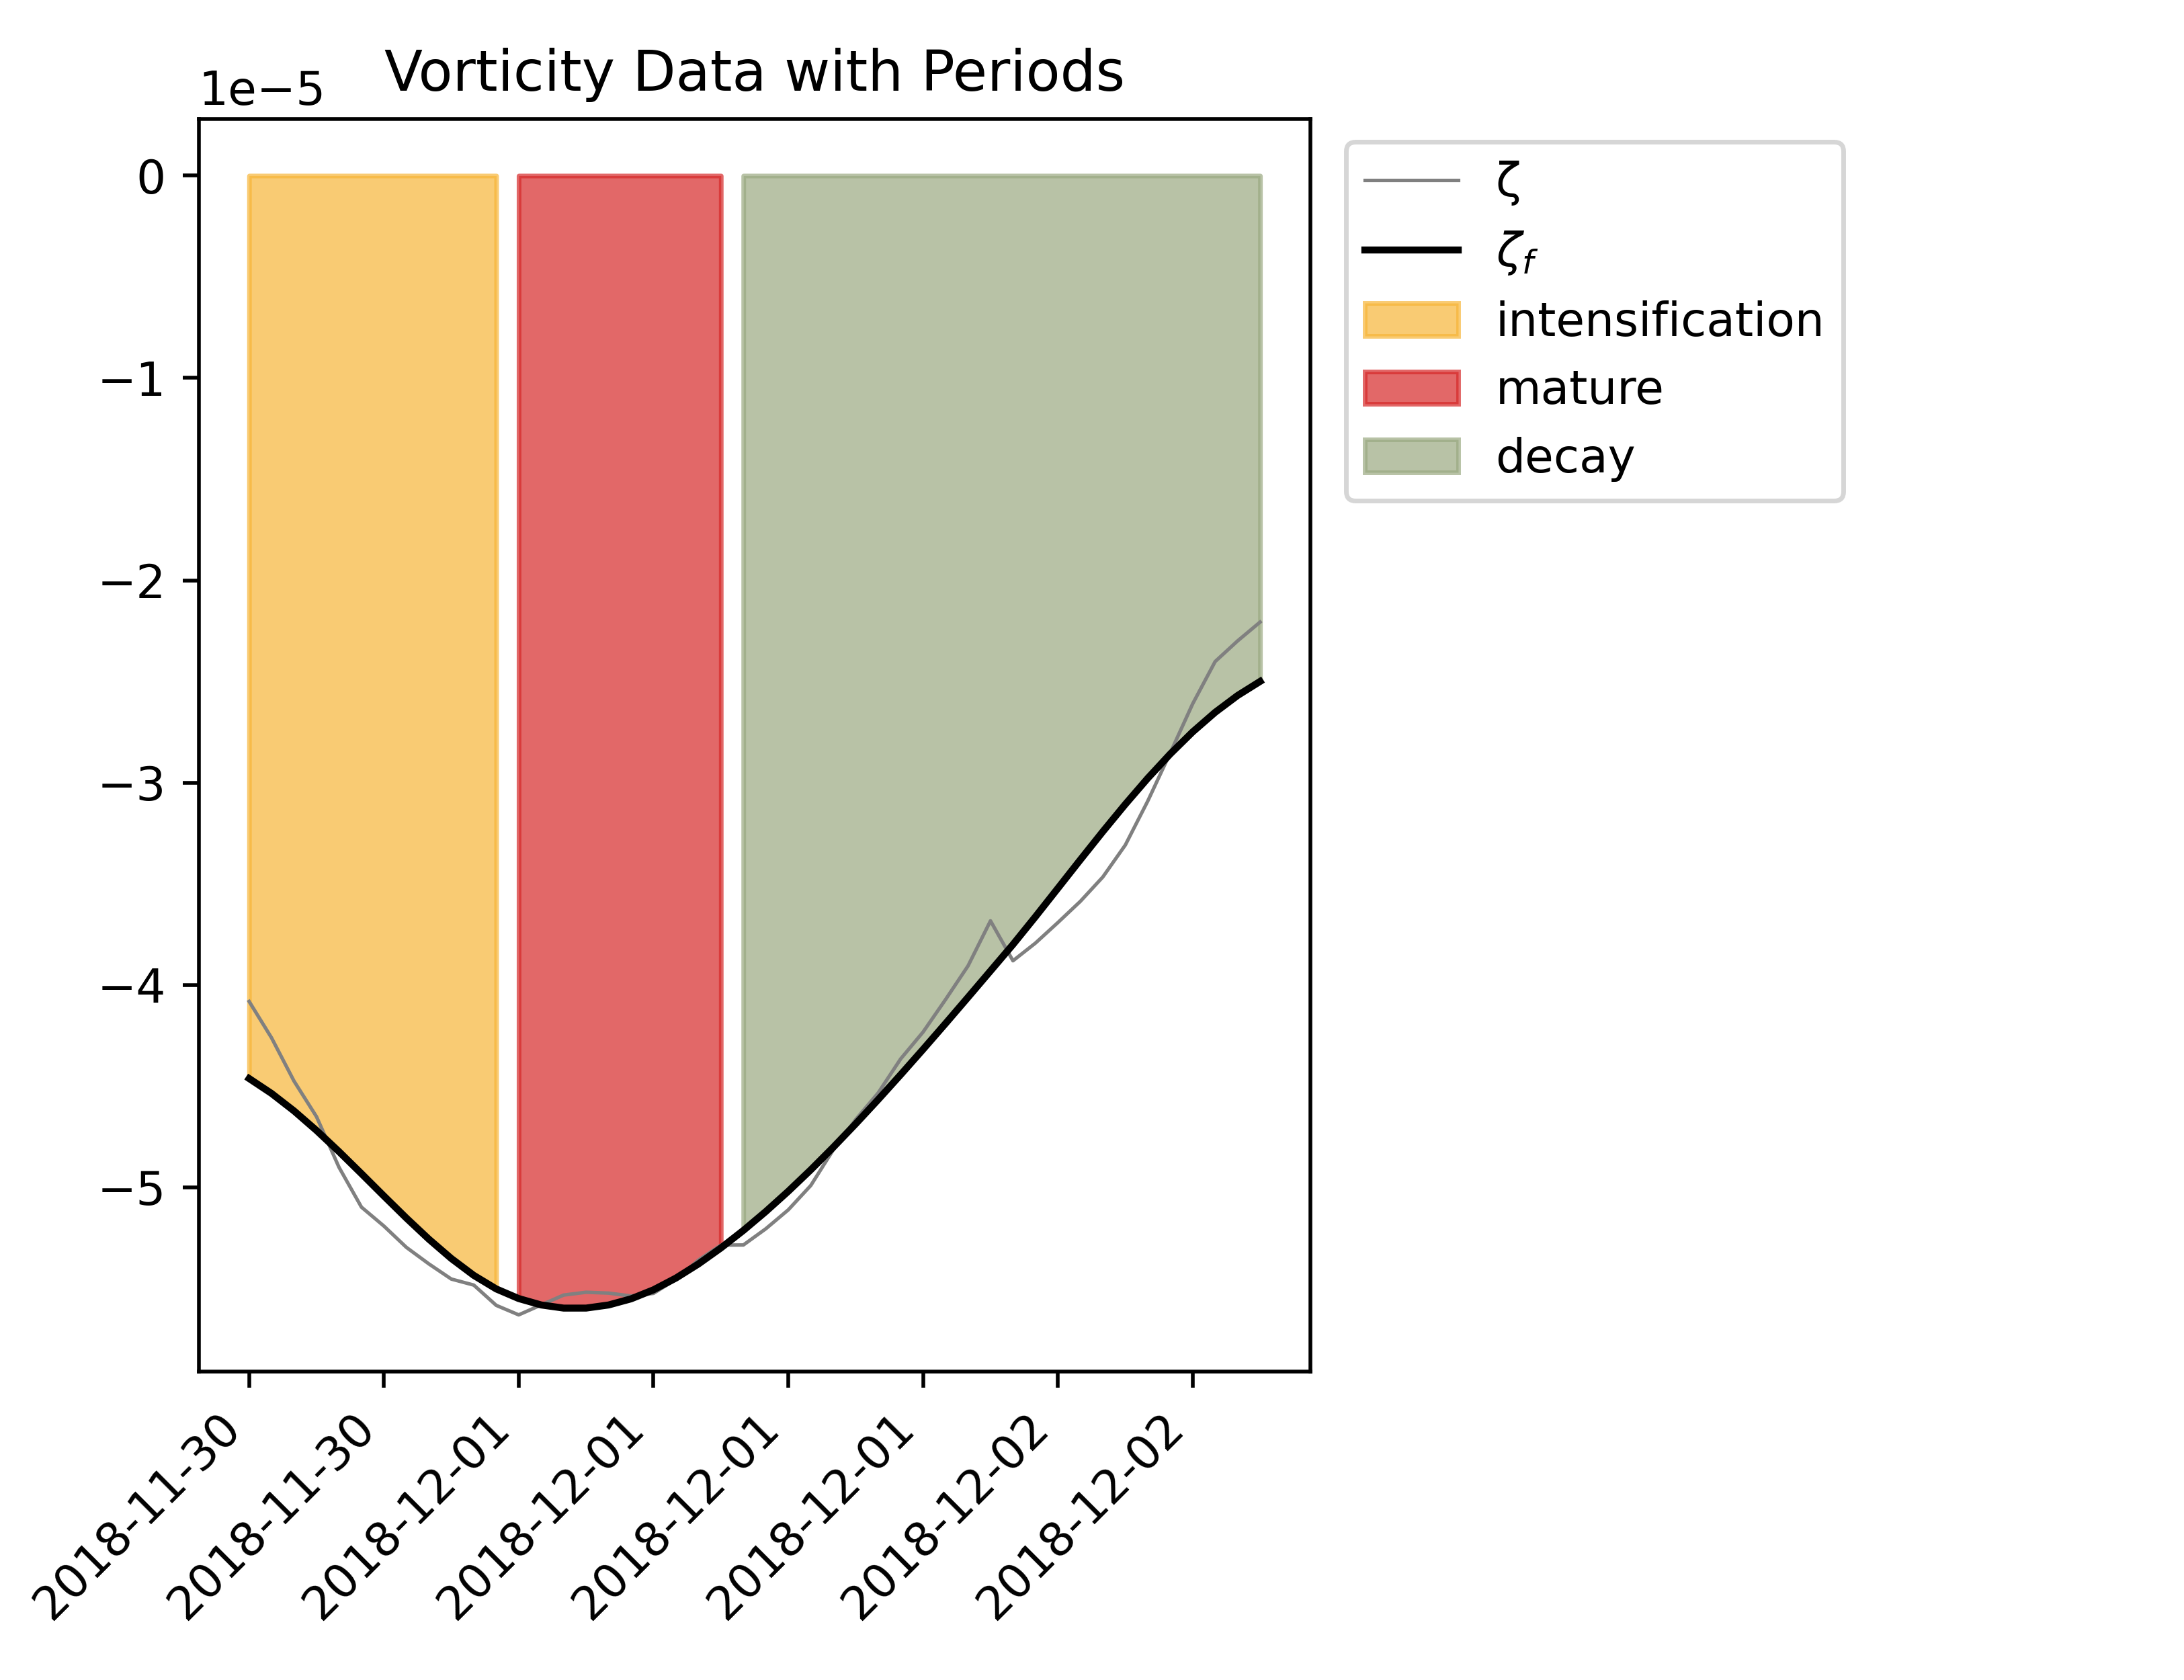 Vorticity Data with Periods
1e−5
0
−1
−2
−3
−4
−5
2018-11-30
2018-11-30
2018-12-01
2018-12-01
2018-12-01
2018-12-01
2018-12-02
2018-12-02
ζ
ζf
intensification
mature
decay